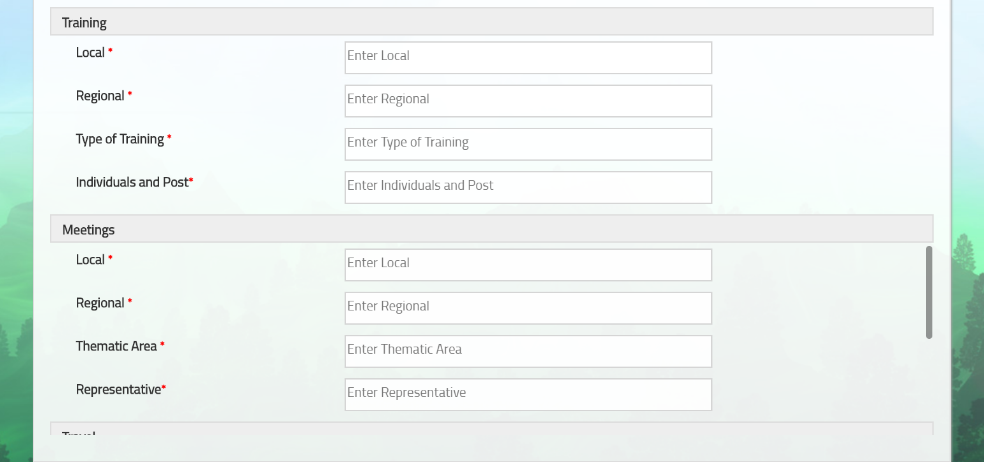 Training
Local * Enter Local
Regional * Enter Regional
Type of Training * Enter Type of Training
Individuals and Post* Enter Individuals and Post
Meetings
Local * Enter Local
Regional * Enter Regional
Thematic Area * Enter Thematic Area
Representative* Enter Representative